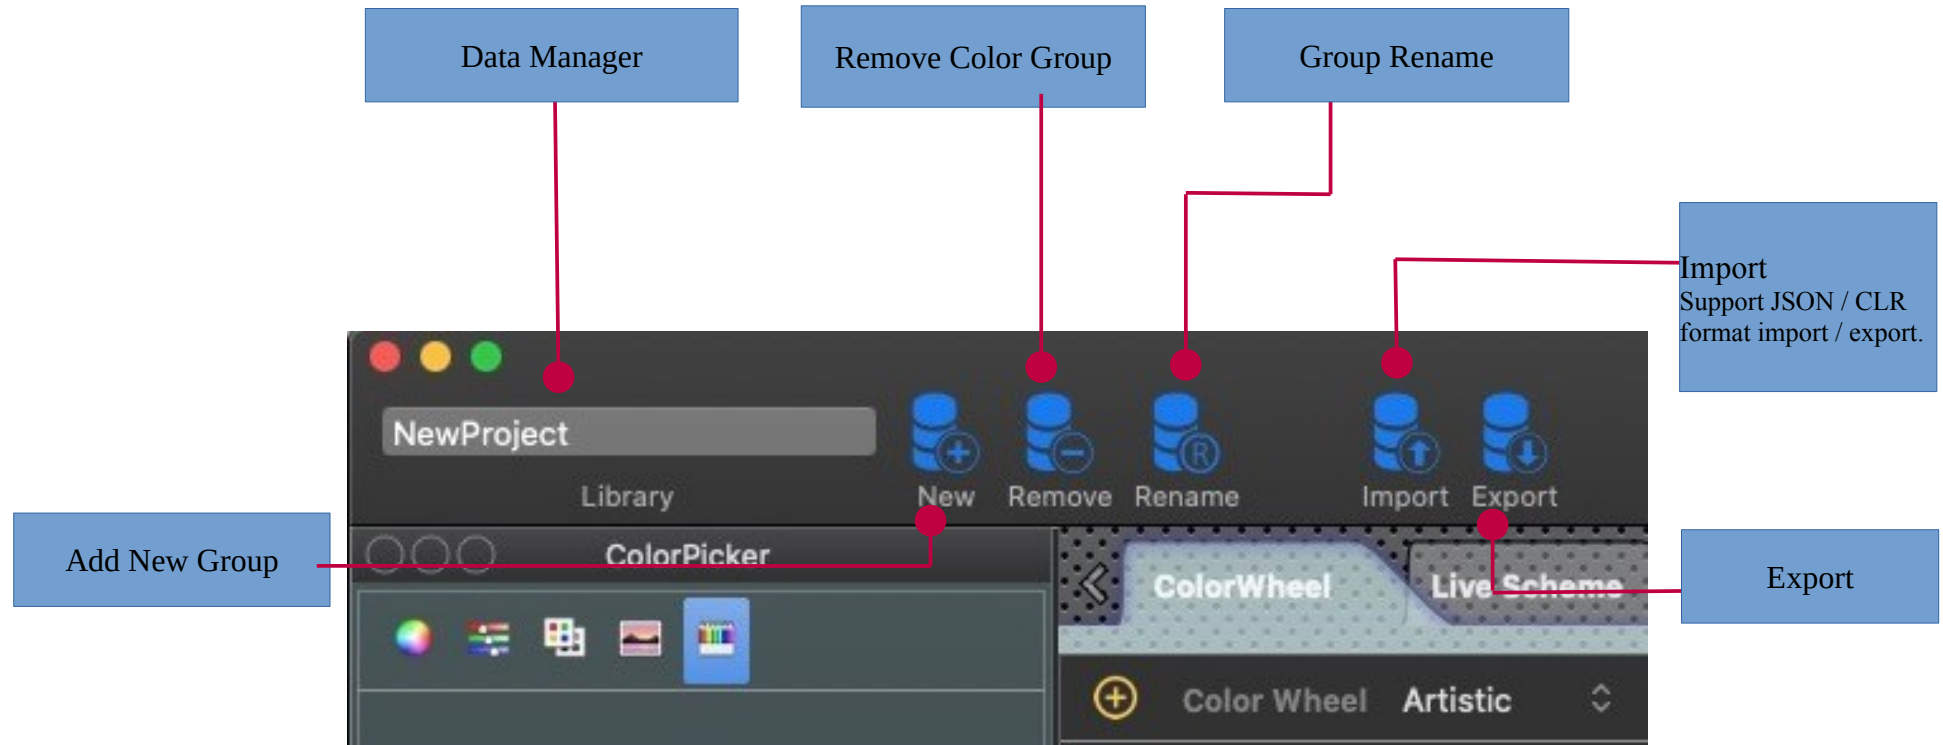 Data Manager
Remove Color Group
Group Rename
Import
Support JSON / CLR
format import / export.
NewProject
Library
New
Remove
Rename
Import
Export
Add New Group
ColorPicker
ColorWheel
Live Scheme
Export
Color Wheel
Artistic